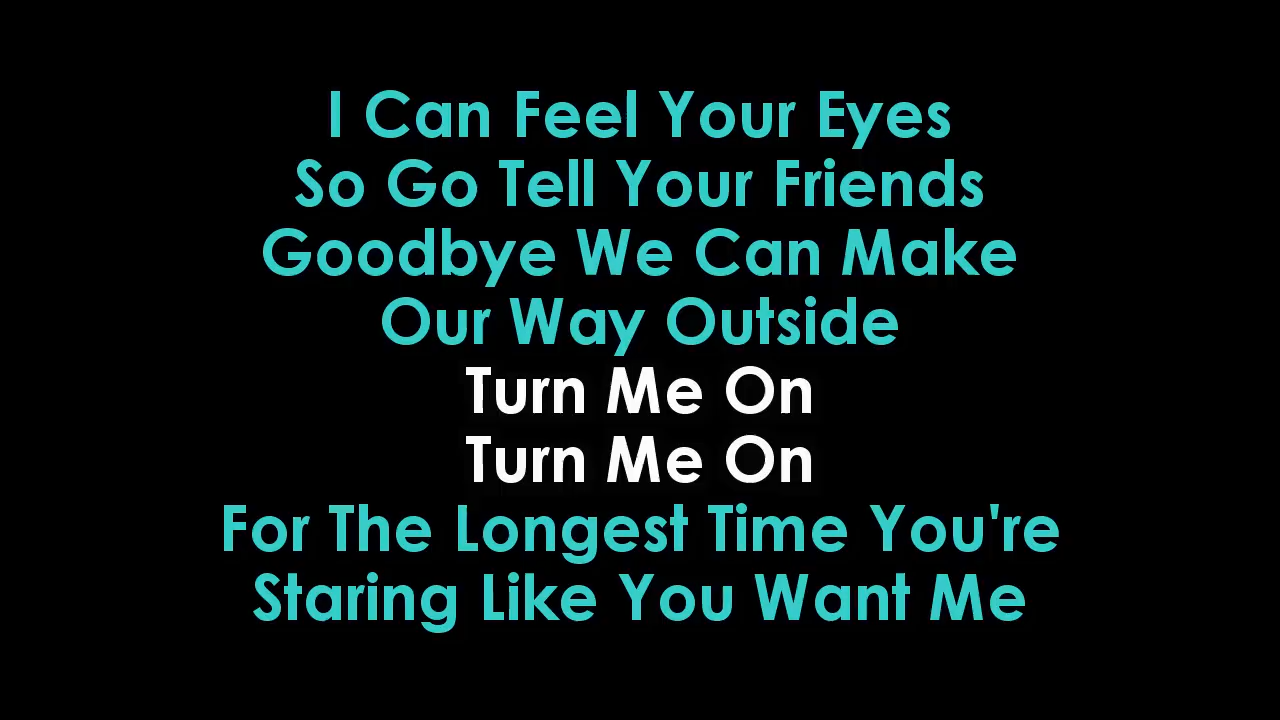 I Can Feel Your Eyes
So Go Tell Your Friends
Goodbye We Can Make
Our Way Outside
Turn Me On
Turn Me On
For The Longest Time You're
Staring Like You Want Me